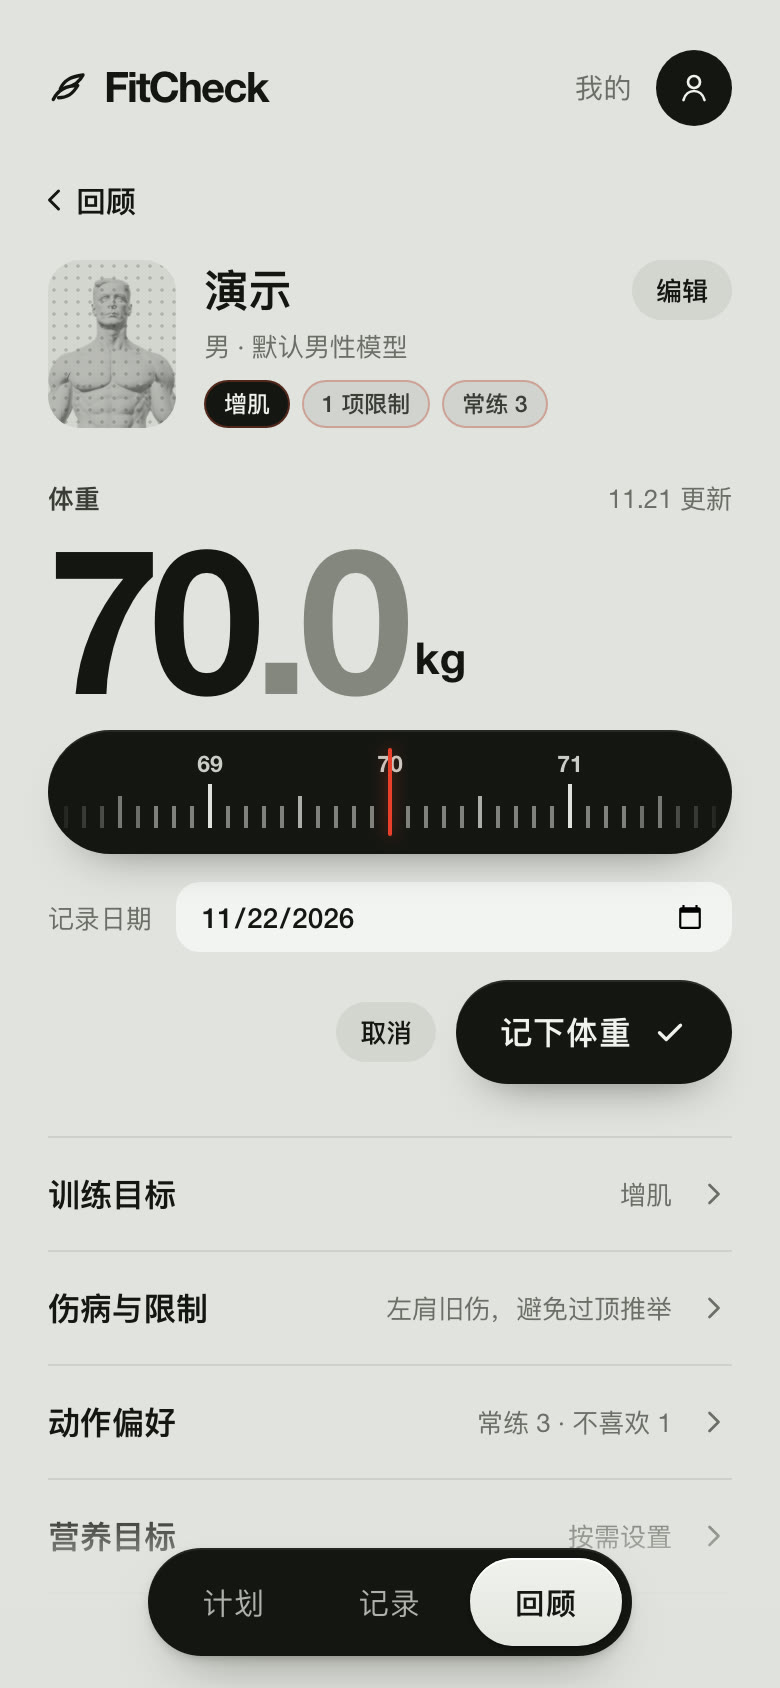 FitCheck
我的
回顾
演示
编辑
男 · 默认男性模型
增肌
1 项限制
常练 3
体重
11.21 更新
70.0 kg
69 70 71
记录日期
11/22/2026
取消
记下体重
训练目标
增肌
伤病与限制
左肩旧伤，避免过顶推举
动作偏好
常练 3 · 不喜欢 1
营养目标
按需设置
计划
记录
回顾